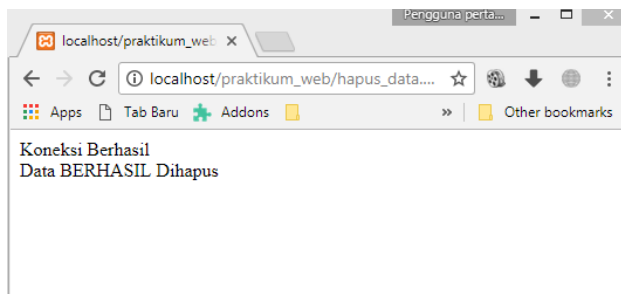 Pengguna perta...
localhost/praktikum_web
localhost/praktikum_web/hapus_data....
Apps Tab Baru Addons » Other bookmarks
Koneksi Berhasil
Data BERHASIL Dihapus